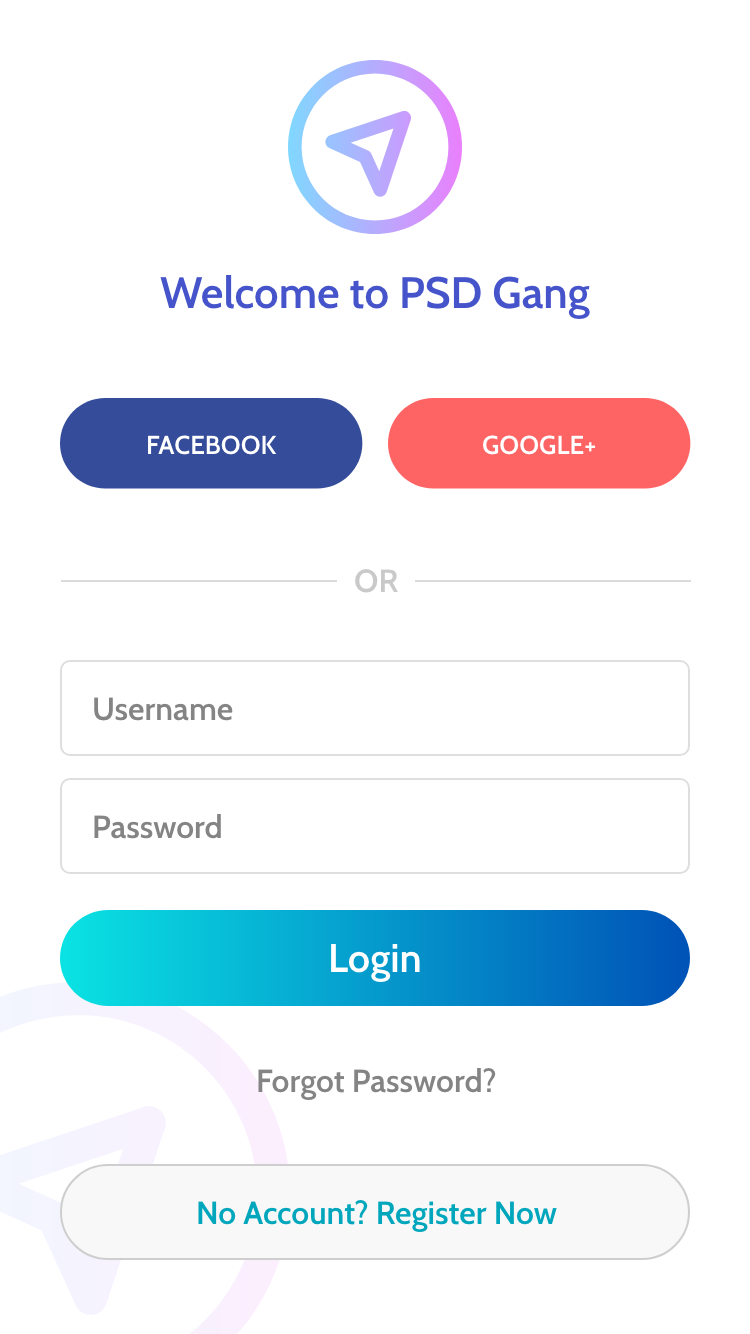 Welcome to PSD Gang
FACEBOOK
GOOGLE+
OR
Username
Password
Login
Forgot Password?
No Account? Register Now